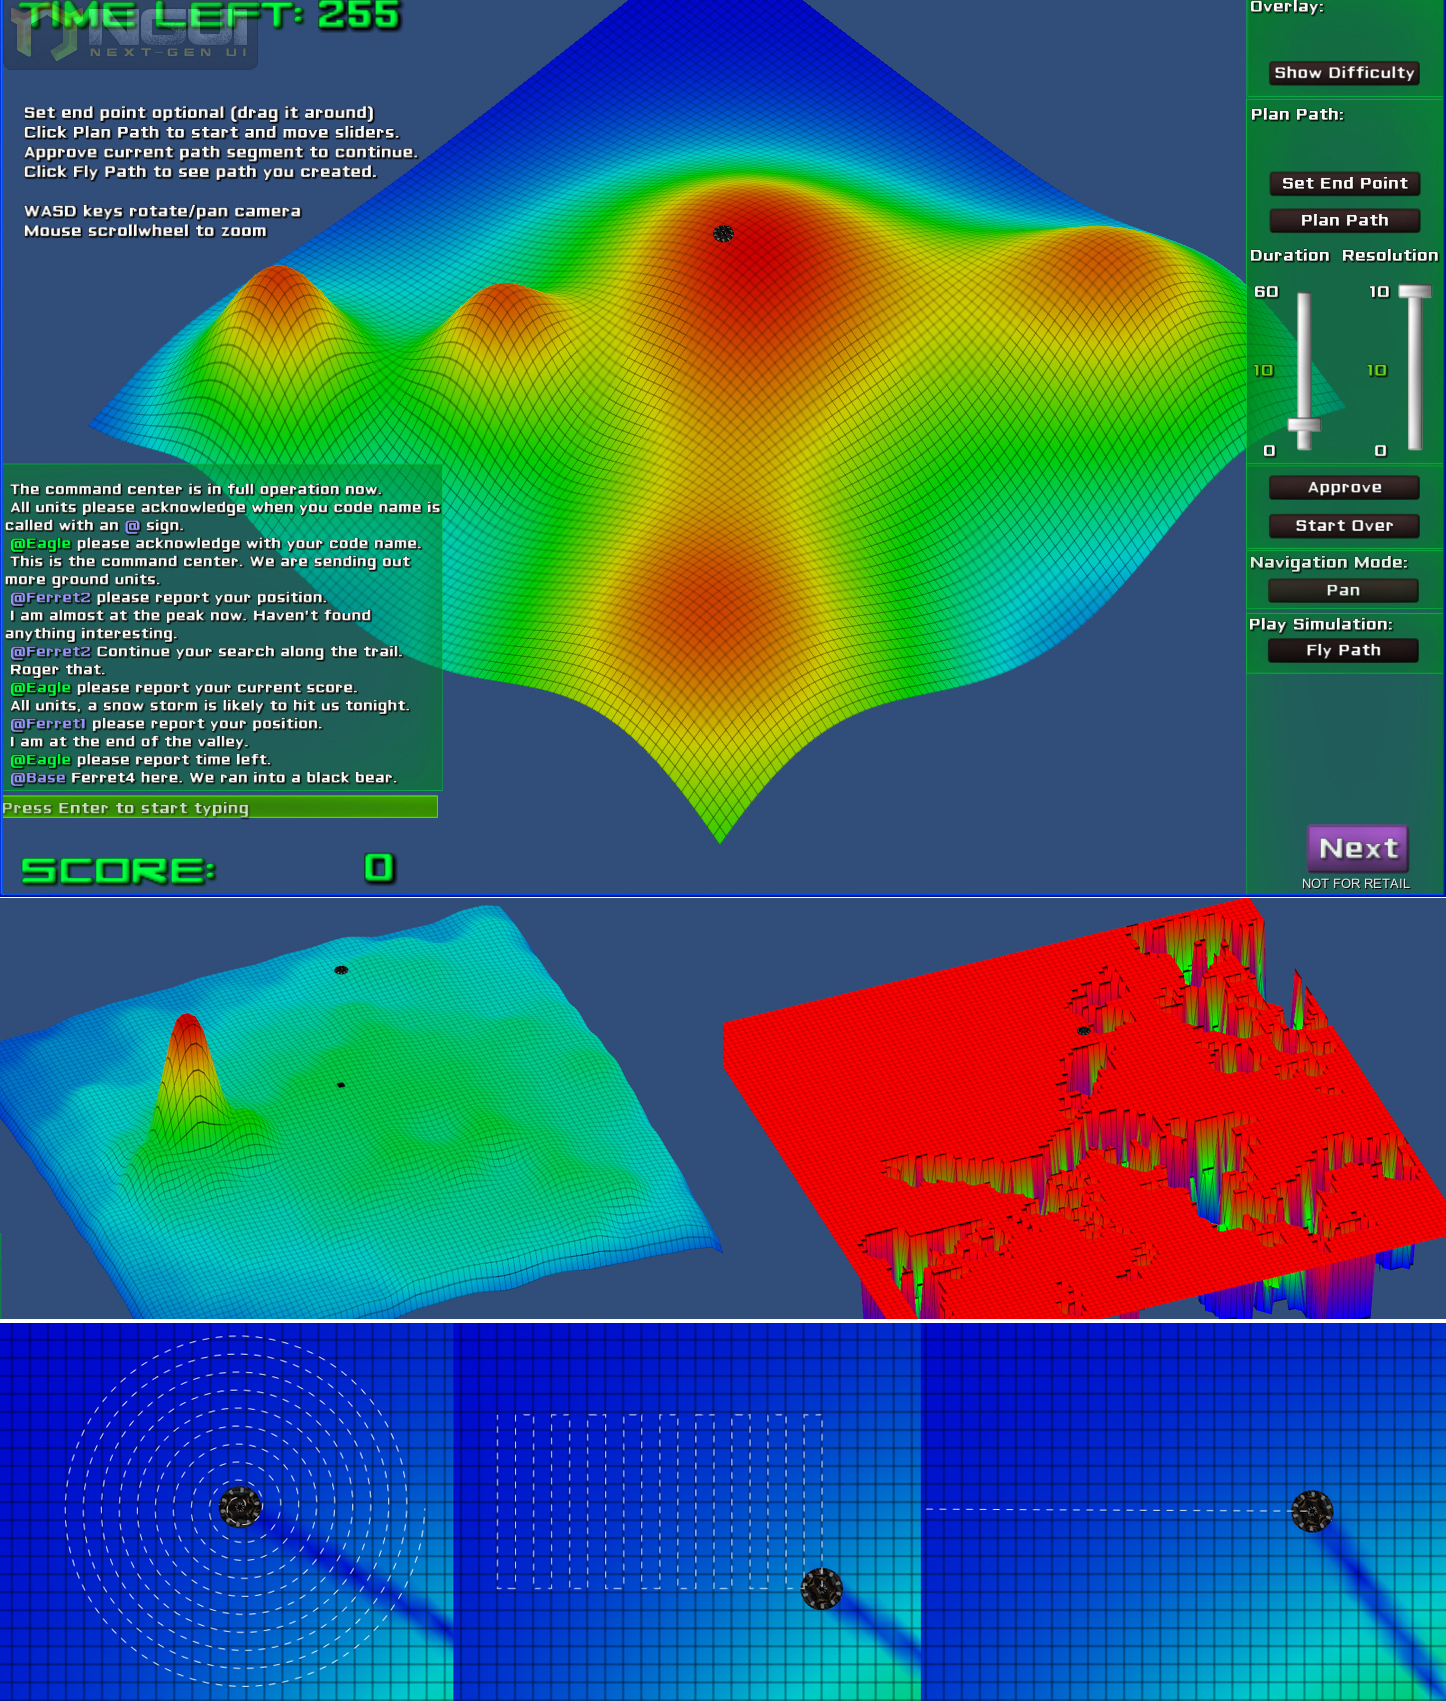 TIME LEFT: 255
NGUI
NEXT-GEN UI
Set end point optional (drag it around)
Click Plan Path to start and move sliders.
Approve current path segment to continue.
Click Fly Path to see path you created.
WASD keys rotate/pan camera
Mouse scrollwheel to zoom
The command center is in full operation now.
All units please acknowledge when you code name is
called with an @ sign.
@Eagle please acknowledge with your code name.
This is the command center. We are sending out
more ground units.
@Ferret2 please report your position.
I am almost at the peak now. Haven't found
anything interesting.
@Ferret2 Continue your search along the trail.
Roger that.
@Eagle please report your current score.
All units, a snow storm is likely to hit us tonight.
@Ferret1 please report your position.
I am at the end of the valley.
@Eagle please report time left.
@Base Ferret4 here. We ran into a black bear.
Press Enter to start typing
SCORE: 0
Overlay:
Show Difficulty
Plan Path:
Set End Point
Plan Path
Duration Resolution
60 10
10 10
0 0
Approve
Start Over
Navigation Mode:
Pan
Play Simulation:
Fly Path
Next
NOT FOR RETAIL